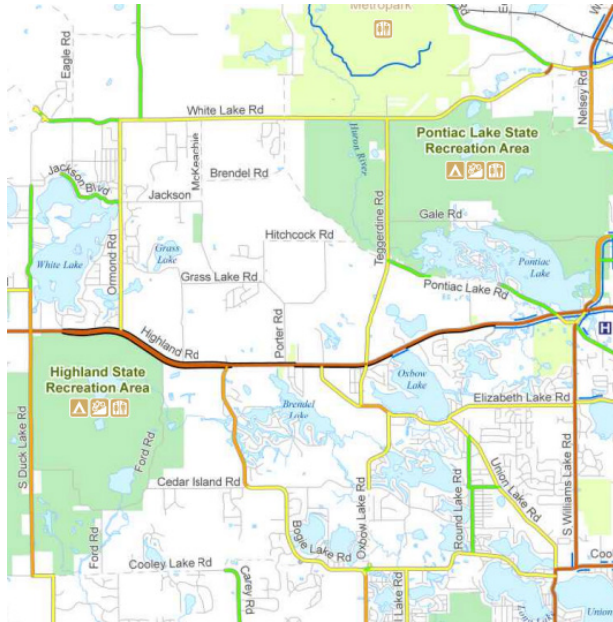 Metropark
Eagle Rd
Nelsey Rd
White Lake Rd
Huron River
Pontiac Lake State
Recreation Area
McKeachie
Brendel Rd
Jackson Blvd
Jackson
Teggerdine Rd
Gale Rd
Hitchcock Rd
Ormond Rd
White Lake
Grass
Lake
Pontiac
Lake
Grass Lake Rd
Pontiac Lake Rd
Highland Rd
Porter Rd
H
Highland State
Recreation Area
Oxbow
Lake
Brendel
Lake
Elizabeth Lake Rd
S Duck Lake Rd
Ford Rd
Union Lake Rd
S Williams Lake Rd
Cedar Island Rd
Oxbow Lake Rd
Round Lake Rd
Bogie Lake Rd
Ford Rd
Cooley Lake Rd
Coo
Carey Rd
Lake Rd
Long Lake
Union